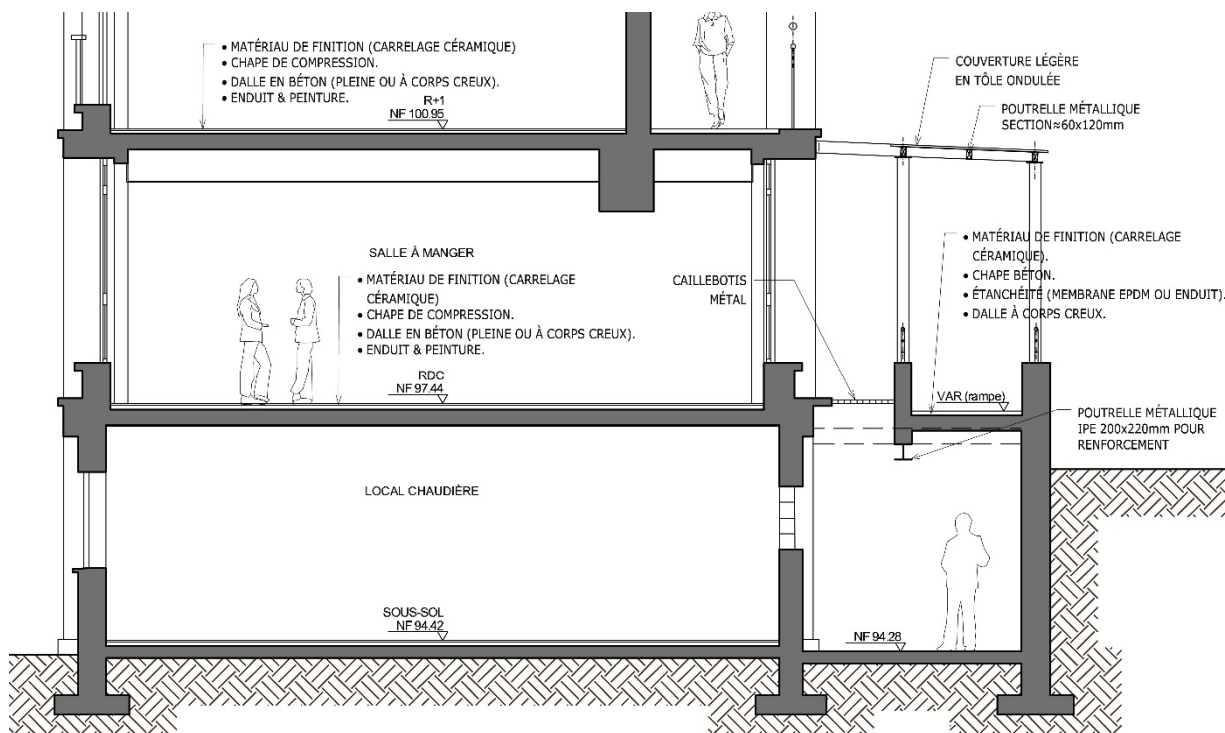 • MATÉRIAU DE FINITION (CARRELAGE CÉRAMIQUE)
• CHAPE DE COMPRESSION.
• DALLE EN BÉTON (PLEINE OU À CORPS CREUX).
• ENDUIT & PEINTURE.
R+1
NF 100.95
COUVERTURE LÉGÈRE
EN TÔLE ONDULÉE
POUTRELLE MÉTALLIQUE
SECTION≈60x120mm
SALLE À MANGER
• MATÉRIAU DE FINITION (CARRELAGE
CÉRAMIQUE)
• CHAPE DE COMPRESSION.
• DALLE EN BÉTON (PLEINE OU À CORPS CREUX).
• ENDUIT & PEINTURE.
RDC
NF 97.44
CAILLEBOTIS
MÉTAL
• MATÉRIAU DE FINITION (CARRELAGE
CÉRAMIQUE).
• CHAPE BÉTON.
• ÉTANCHÉITÉ (MEMBRANE EPDM OU ENDUIT).
• DALLE À CORPS CREUX.
VAR (rampe)
POUTRELLE MÉTALLIQUE
IPE 200x220mm POUR
RENFORCEMENT
LOCAL CHAUDIÈRE
SOUS-SOL
NF 94.42
NF 94.28